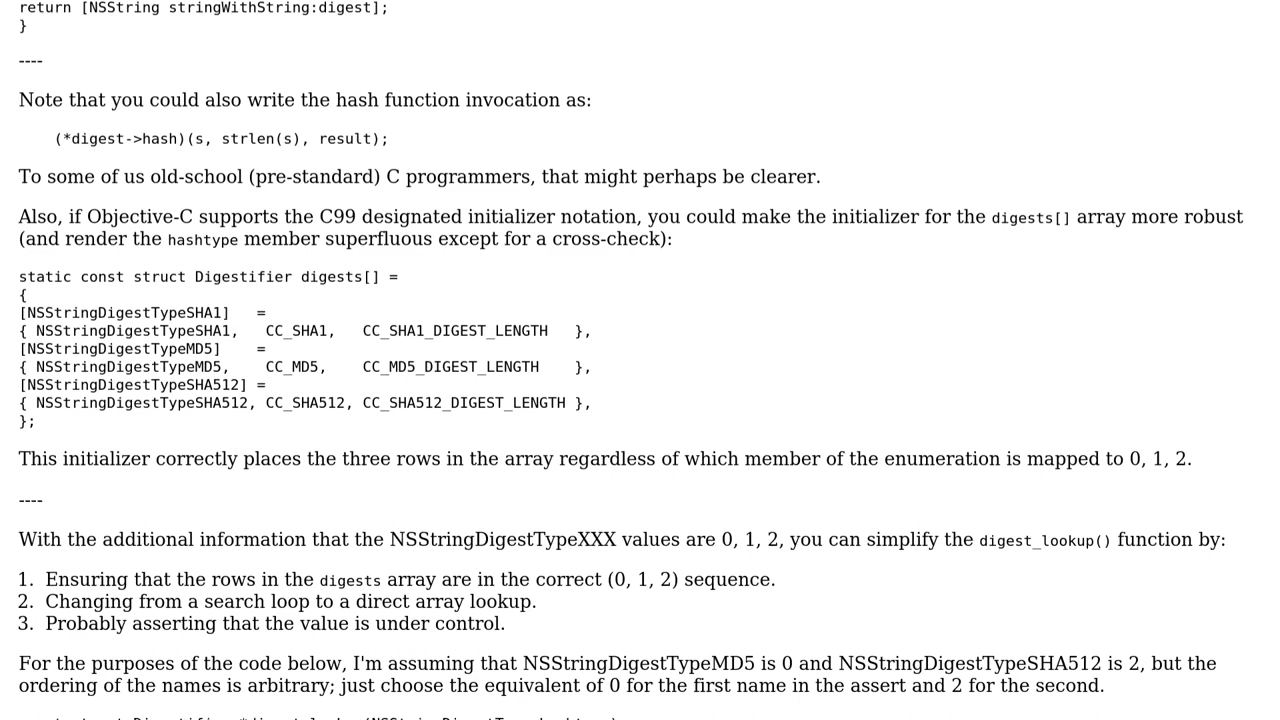 return [NSString stringWithString:digest];
}
----
Note that you could also write the hash function invocation as:
(*digest->hash)(s, strlen(s), result);
To some of us old-school (pre-standard) C programmers, that might perhaps be clearer.
Also, if Objective-C supports the C99 designated initializer notation, you could make the initializer for the digests[] array more robust
(and render the hashtype member superfluous except for a cross-check):
static const struct Digestifier digests[] =
{
[NSStringDigestTypeSHA1]   =
{ NSStringDigestTypeSHA1,   CC_SHA1,   CC_SHA1_DIGEST_LENGTH   },
[NSStringDigestTypeMD5]    =
{ NSStringDigestTypeMD5,    CC_MD5,    CC_MD5_DIGEST_LENGTH    },
[NSStringDigestTypeSHA512] =
{ NSStringDigestTypeSHA512, CC_SHA512, CC_SHA512_DIGEST_LENGTH },
};
This initializer correctly places the three rows in the array regardless of which member of the enumeration is mapped to 0, 1, 2.
----
With the additional information that the NSStringDigestTypeXXX values are 0, 1, 2, you can simplify the digest_lookup() function by:
1. Ensuring that the rows in the digests array are in the correct (0, 1, 2) sequence.
2. Changing from a search loop to a direct array lookup.
3. Probably asserting that the value is under control.
For the purposes of the code below, I'm assuming that NSStringDigestTypeMD5 is 0 and NSStringDigestTypeSHA512 is 2, but the
ordering of the names is arbitrary; just choose the equivalent of 0 for the first name in the assert and 2 for the second.